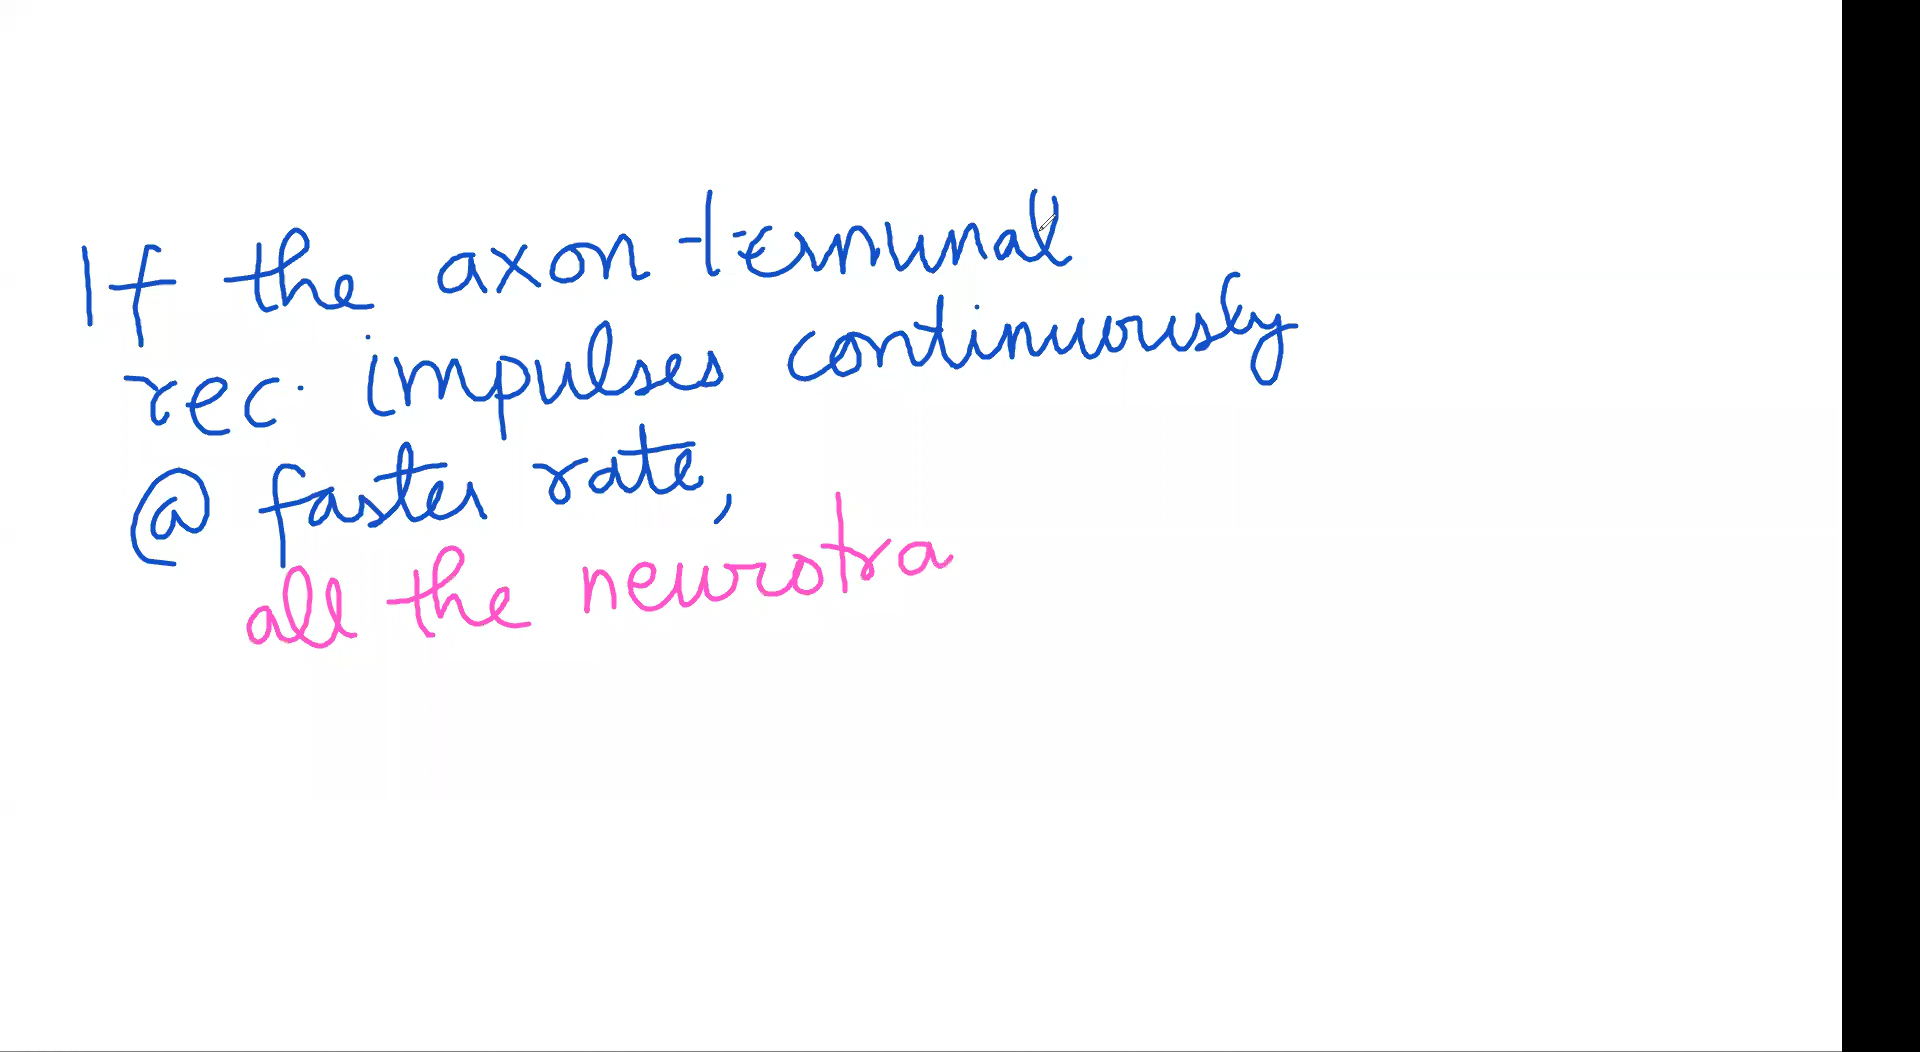 If the axon terminal
rec. impulses continuously
@ faster rate,
all the neurotra